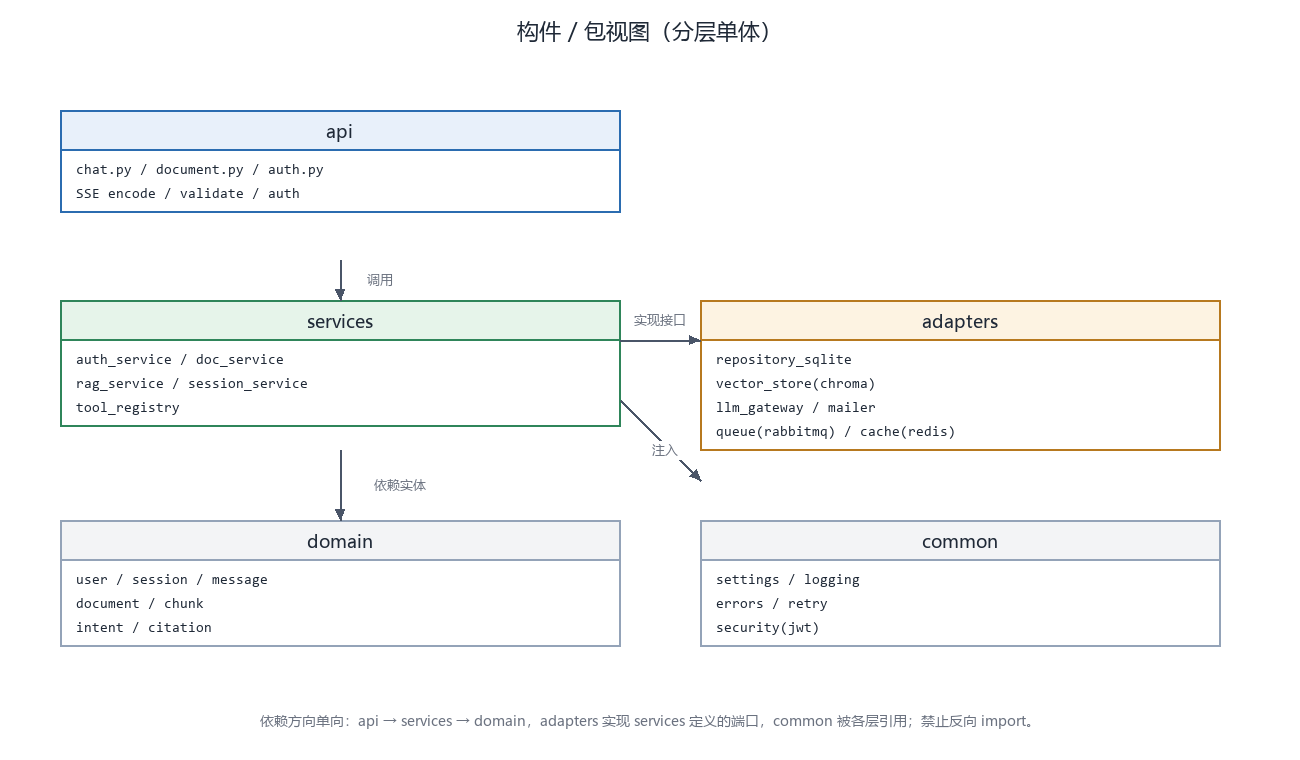 构件 / 包视图（分层单体）
api
chat.py / document.py / auth.py
SSE encode / validate / auth
调用
services
auth_service / doc_service
rag_service / session_service
tool_registry
实现接口
adapters
repository_sqlite
vector_store(chroma)
llm_gateway / mailer
queue(rabbitmq) / cache(redis)
注入
依赖实体
domain
user / session / message
document / chunk
intent / citation
common
settings / logging
errors / retry
security(jwt)
依赖方向单向：api → services → domain，adapters 实现 services 定义的端口，common 被各层引用；禁止反向 import。